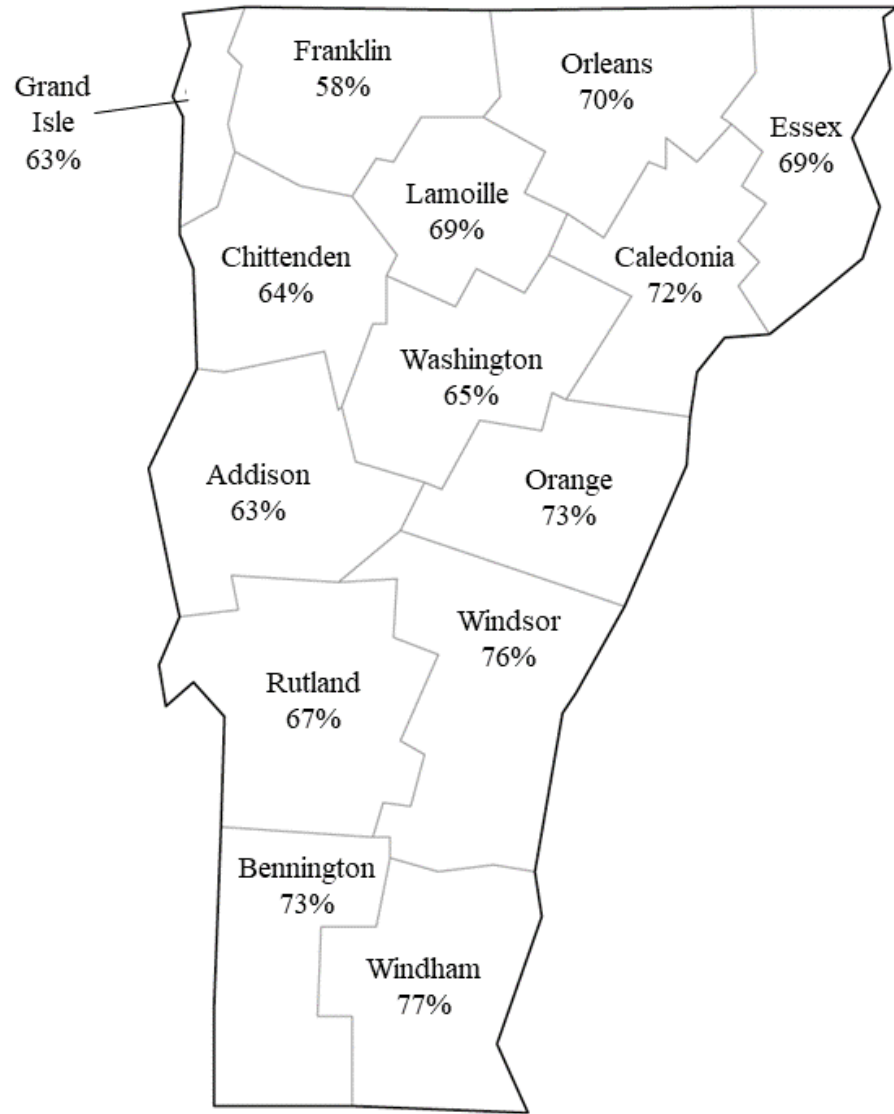 Franklin
58%
Orleans
70%
Grand
Isle
63%
Essex
69%
Lamoille
69%
Chittenden
64%
Caledonia
72%
Washington
65%
Addison
63%
Orange
73%
Windsor
76%
Rutland
67%
Bennington
73%
Windham
77%